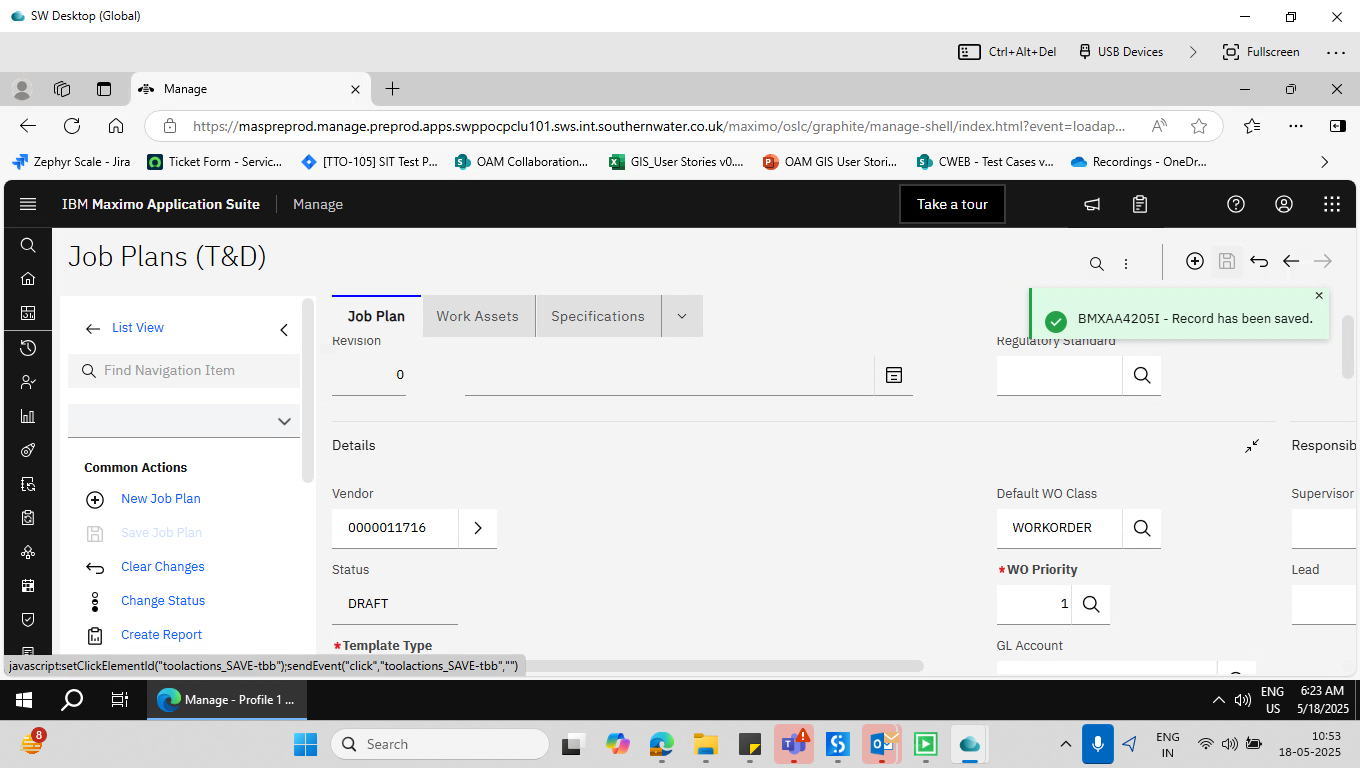 SW Desktop (Global)
Ctrl+Alt+Del
USB Devices
Fullscreen
Manage
https://maspreprod.manage.preprod.apps.swppocpclu101.sws.int.southernwater.co.uk/maximo/oslc/graphite/manage-shell/index.html?event=loadap...
Zephyr Scale - Jira
Ticket Form - Servic...
[TTO-105] SIT Test P...
OAM Collaboration...
GIS_User Stories v0....
OAM GIS User Stori...
CWEB - Test Cases v...
Recordings - OneDr...
IBM Maximo Application Suite
Manage
Take a tour
Job Plans (T&D)
List View
Find Navigation Item
Common Actions
New Job Plan
Save Job Plan
Clear Changes
Change Status
Create Report
Job Plan
Work Assets
Specifications
BMXAA4205I - Record has been saved.
Revision
0
Regulatory Standard
Details
Responsib
Vendor
0000011716
Default WO Class
WORKORDER
Supervisor
Status
DRAFT
*WO Priority
1
Lead
*Template Type
GL Account
javascript:setClickElementId("toolactions_SAVE-tbb");sendEvent("click","toolactions_SAVE-tbb","")
Manage - Profile 1 ...
ENG
US
6:23 AM
5/18/2025
8
Search
ENG
IN
10:53
18-05-2025